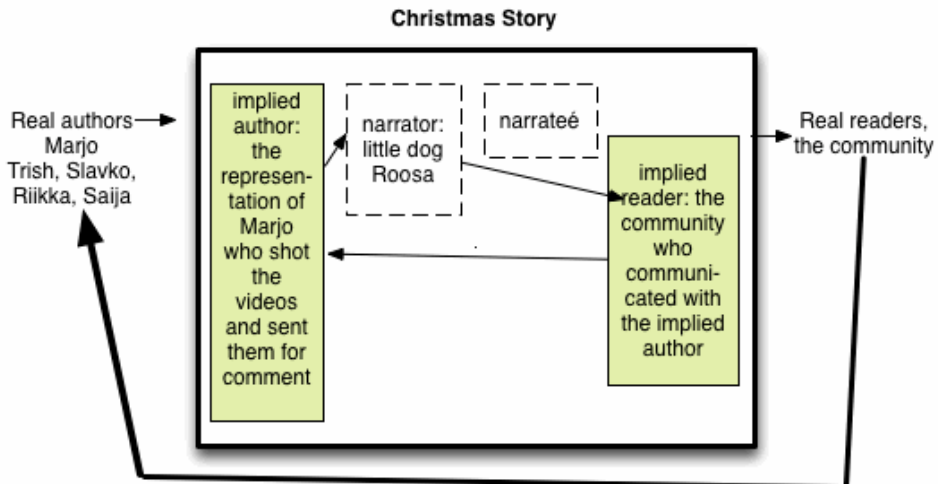 Christmas Story
Real authors
Marjo
Trish, Slavko,
Riikka, Saija
implied
author:
the
represen-
tation of
Marjo
who shot
the
videos
and sent
them for
comment
narrator:
little dog
Roosa
narrateé
implied
reader: the
community
who
communi-
cated with
the implied
author
Real readers,
the community